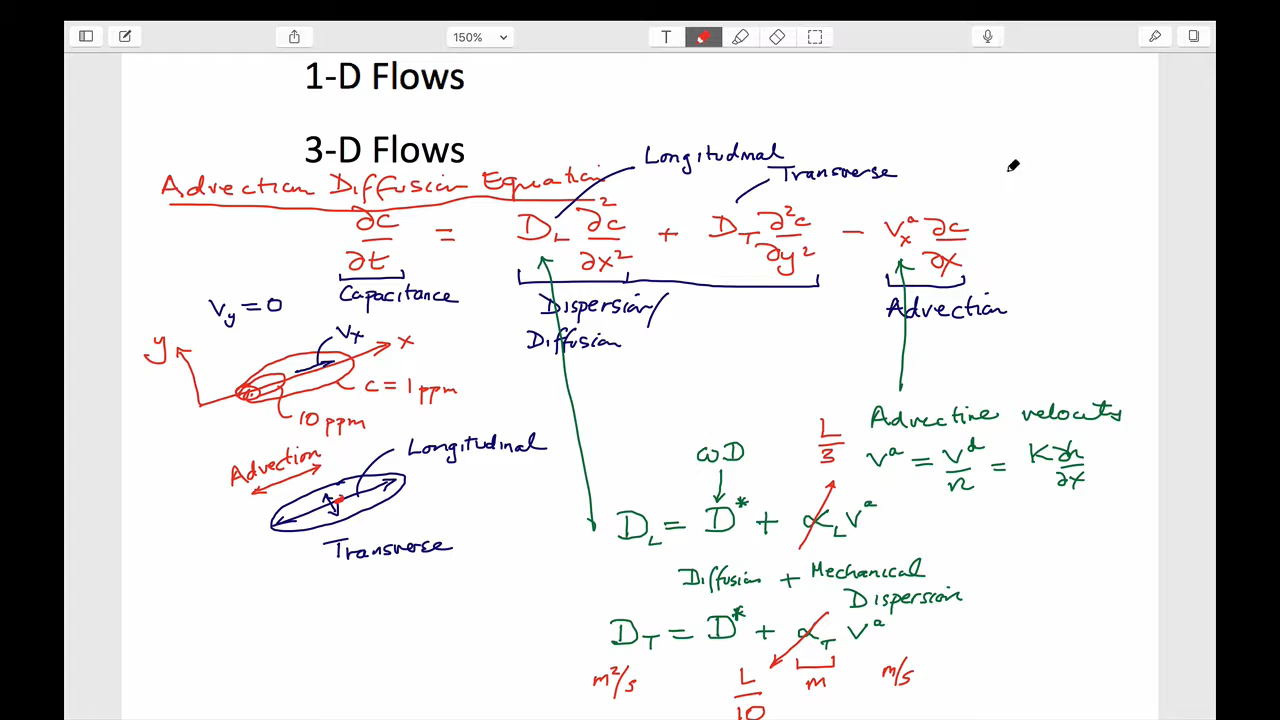 150%
T
1-D Flows
3-D Flows
Longitudinal
Transverse
Advection Diffusion Equation
∂c/∂t = D_L ∂²c/∂x² + D_T ∂²c/∂y² − v_x^a ∂c/∂x
Capacitance
Dispersion/
Diffusion
Advection
v_y = 0
y
v_x
x
c = 1 ppm
10 ppm
Advection
Longitudinal
Transverse
Advective velocity
v^a = v^d/n = K ∂h/∂x
ωD
L/3
D_L = D* + α_L v^a
Diffusion + Mechanical
Dispersion
D_T = D* + α_T v^a
m²/s
L/10
m
m/s